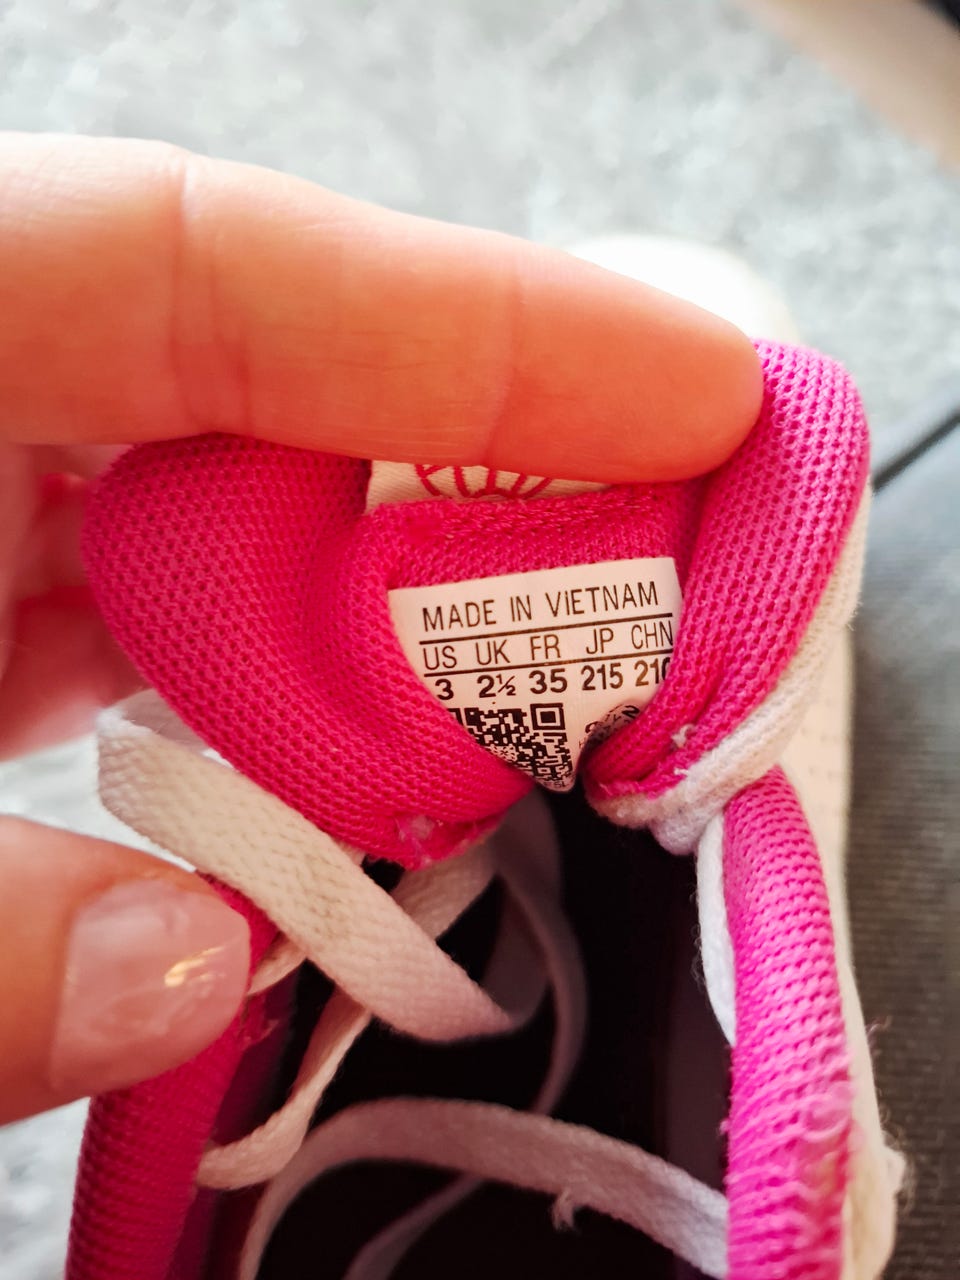 MADE IN VIETNAM
US UK FR JP CHN
3 2½ 35 215 210